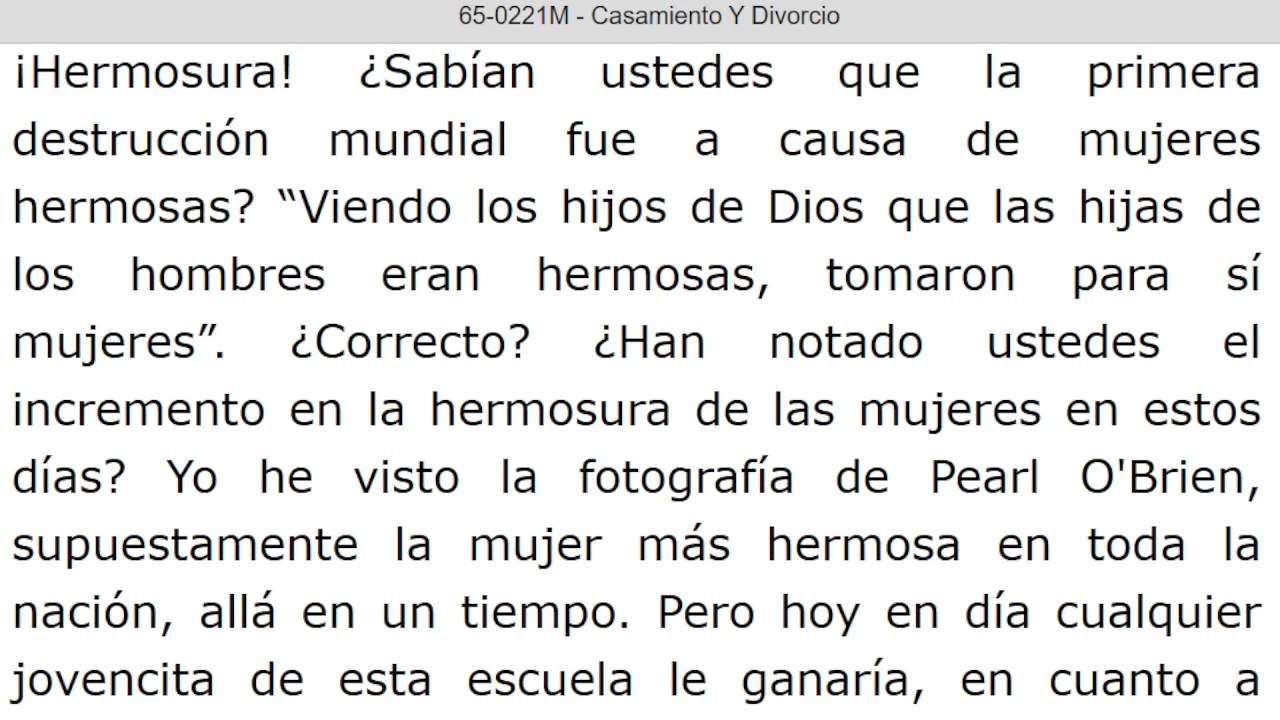 65-0221M - Casamiento Y Divorcio
¡Hermosura! ¿Sabían ustedes que la primera
destrucción mundial fue a causa de mujeres
hermosas? “Viendo los hijos de Dios que las hijas de
los hombres eran hermosas, tomaron para sí
mujeres”. ¿Correcto? ¿Han notado ustedes el
incremento en la hermosura de las mujeres en estos
días? Yo he visto la fotografía de Pearl O'Brien,
supuestamente la mujer más hermosa en toda la
nación, allá en un tiempo. Pero hoy en día cualquier
jovencita de esta escuela le ganaría, en cuanto a